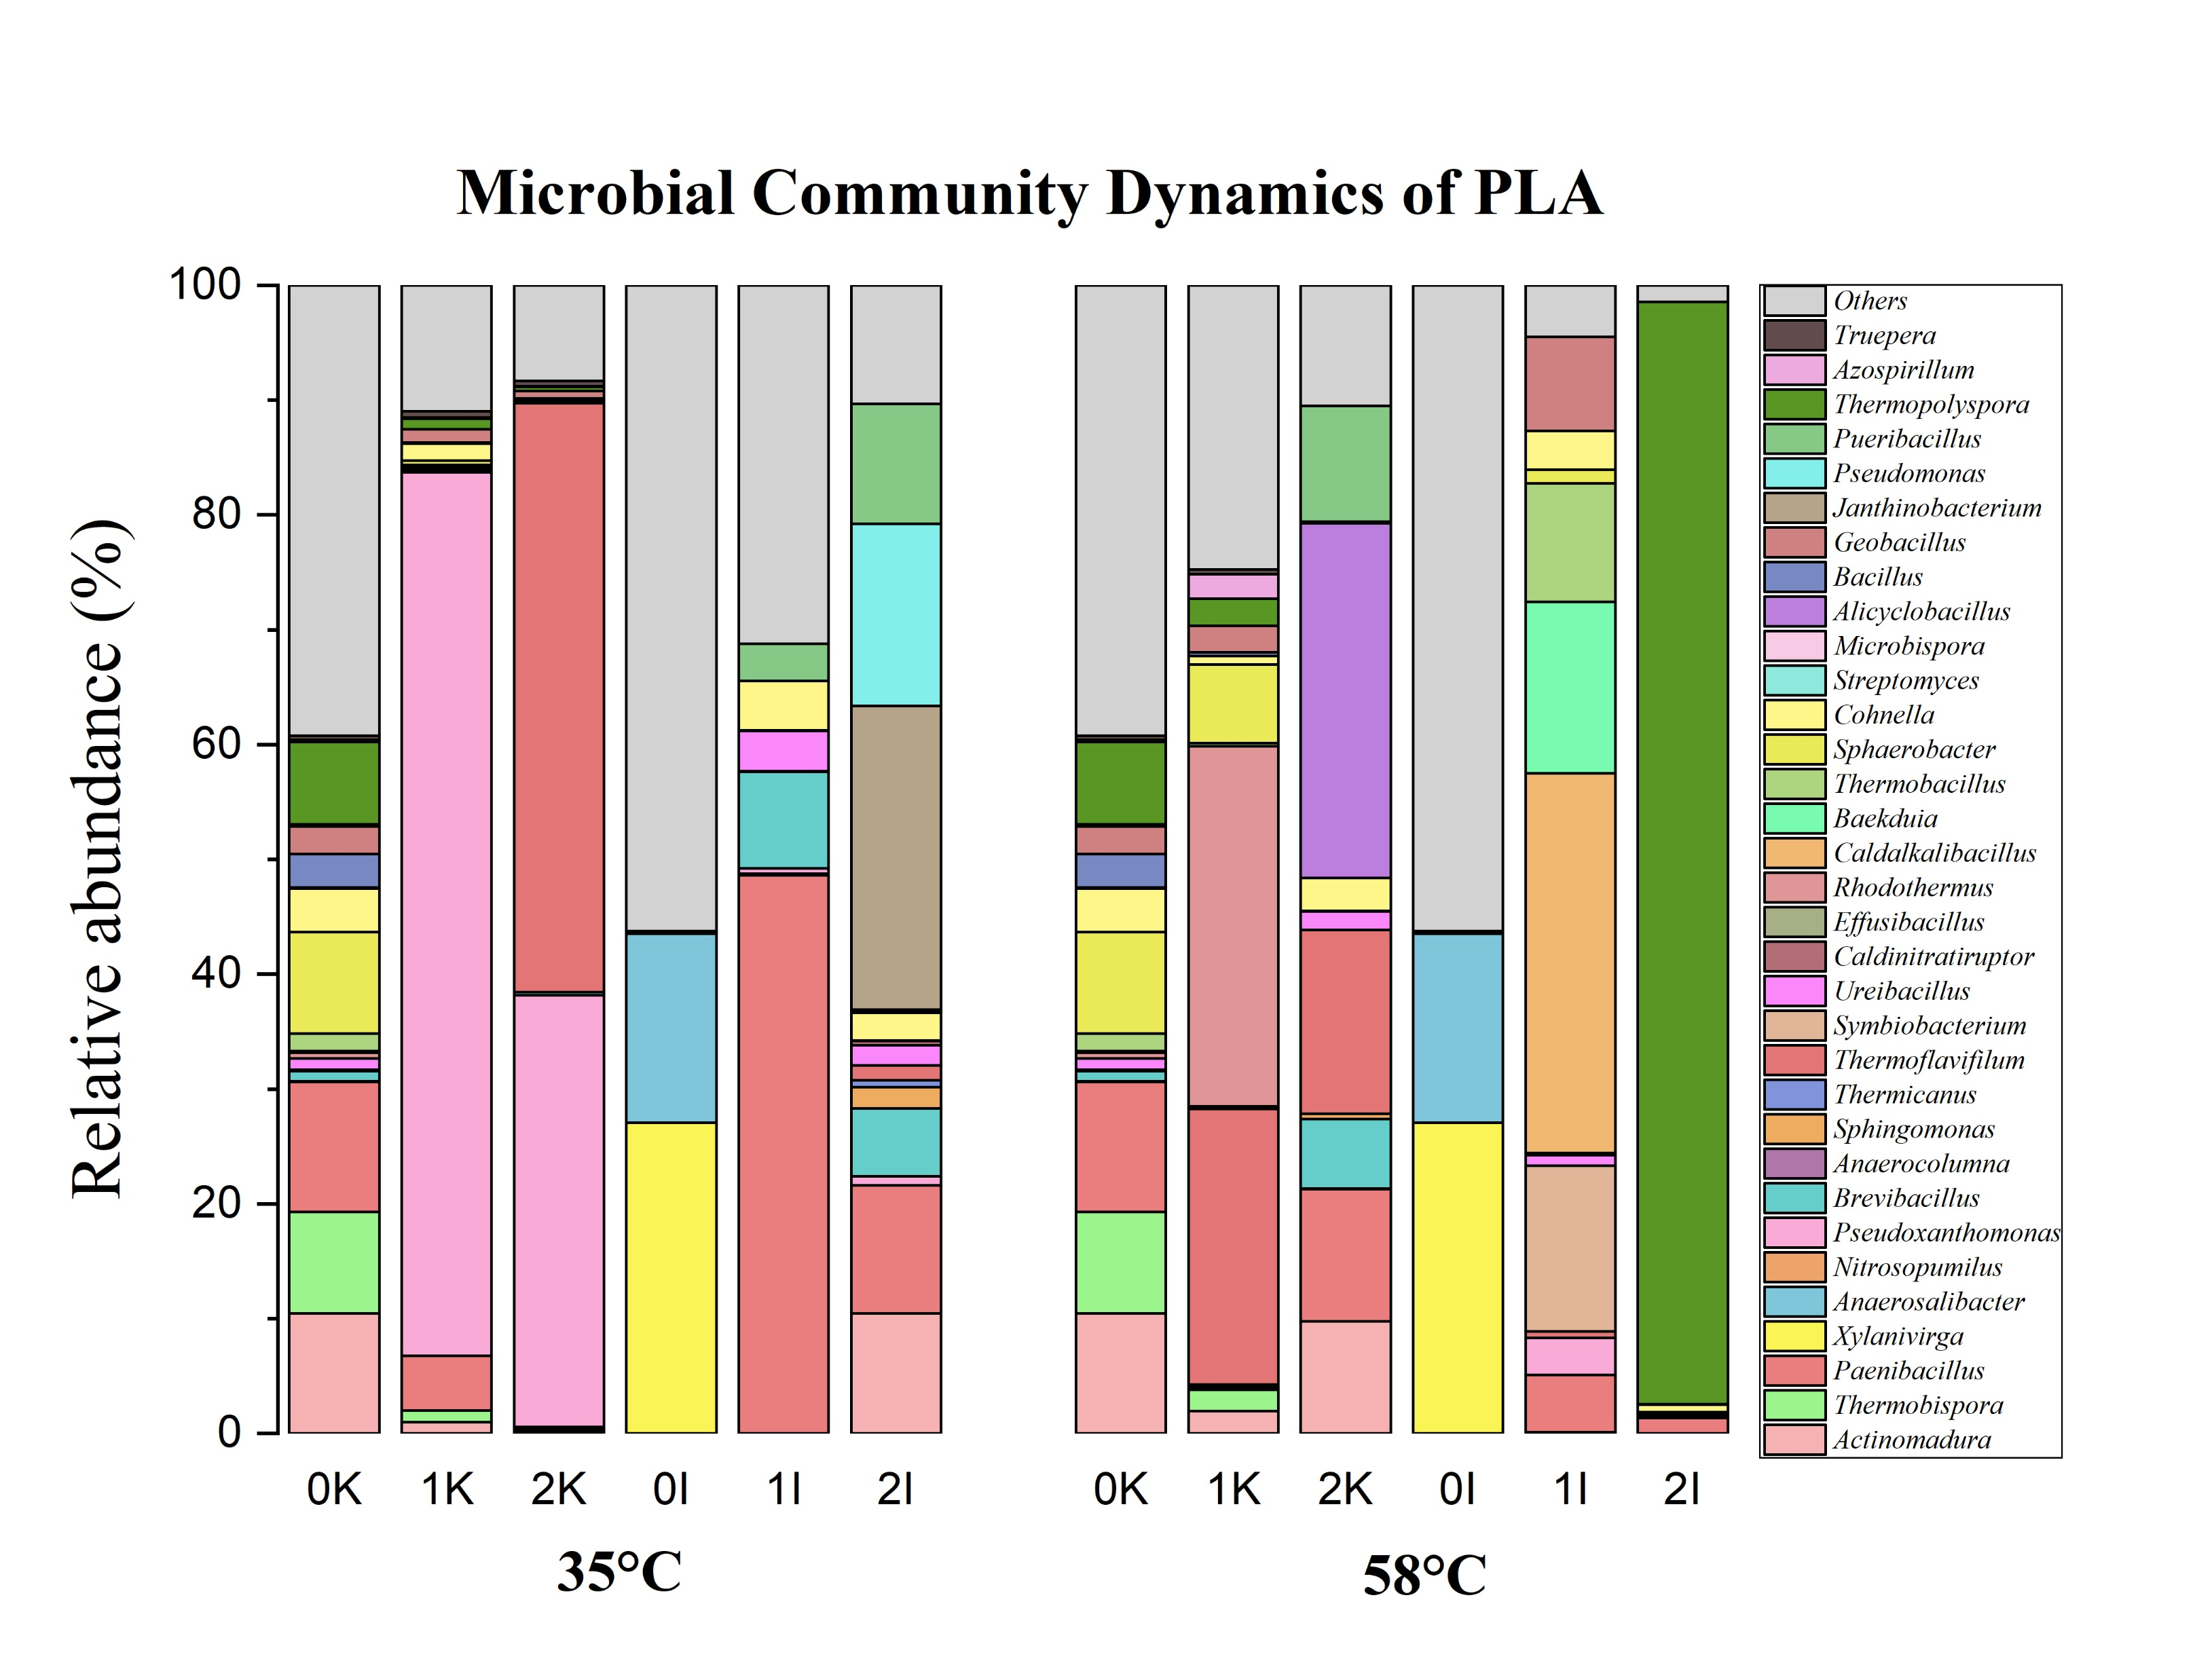 Microbial Community Dynamics of PLA
Relative abundance (%)
100
80
60
40
20
0
0K 1K 2K 0I 1I 2I
0K 1K 2K 0I 1I 2I
35°C
58°C
Others
Truepera
Azospirillum
Thermopolyspora
Pueribacillus
Pseudomonas
Janthinobacterium
Geobacillus
Bacillus
Alicyclobacillus
Microbispora
Streptomyces
Cohnella
Sphaerobacter
Thermobacillus
Baekduia
Caldalkalibacillus
Rhodothermus
Effusibacillus
Caldinitratiruptor
Ureibacillus
Symbiobacterium
Thermoflavifilum
Thermicanus
Sphingomonas
Anaerocolumna
Brevibacillus
Pseudoxanthomonas
Nitrosopumilus
Anaerosalibacter
Xylanivirga
Paenibacillus
Thermobispora
Actinomadura